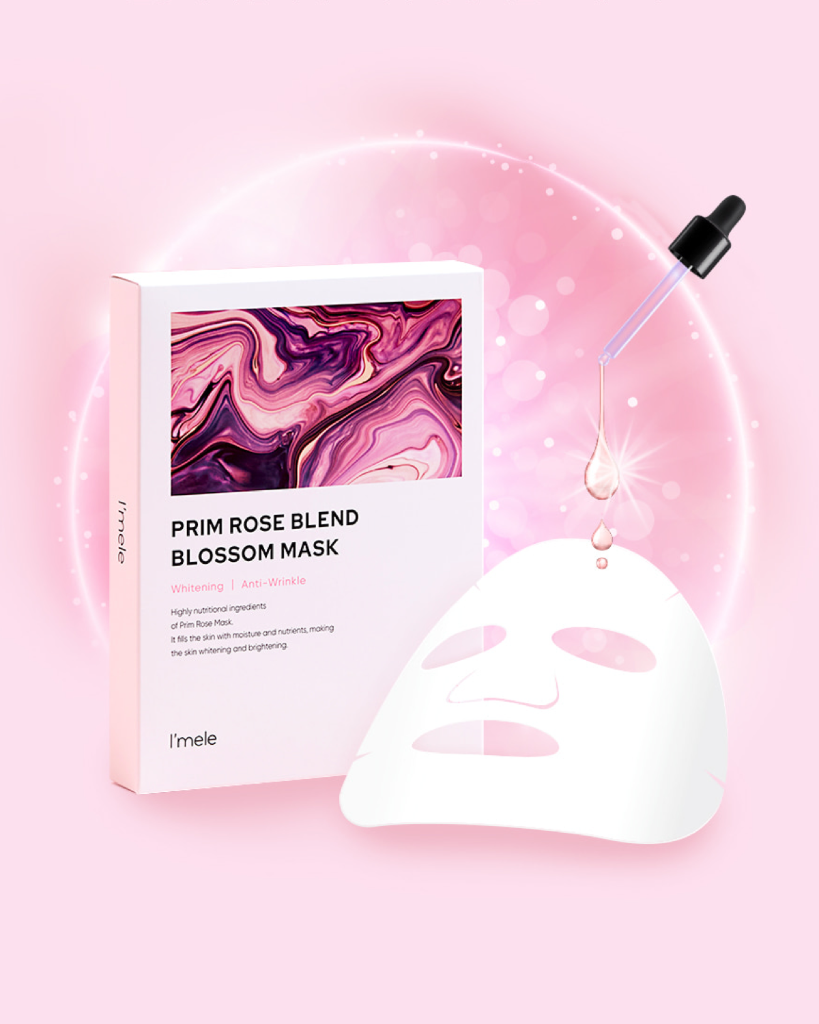 PRIM ROSE BLEND
BLOSSOM MASK
Whitening | Anti-Wrinkle
Highly nutritional ingredients
of Prim Rose Mask.
It fills the skin with moisture and nutrients, making
the skin whitening and brightening.
I'mele
I'mele